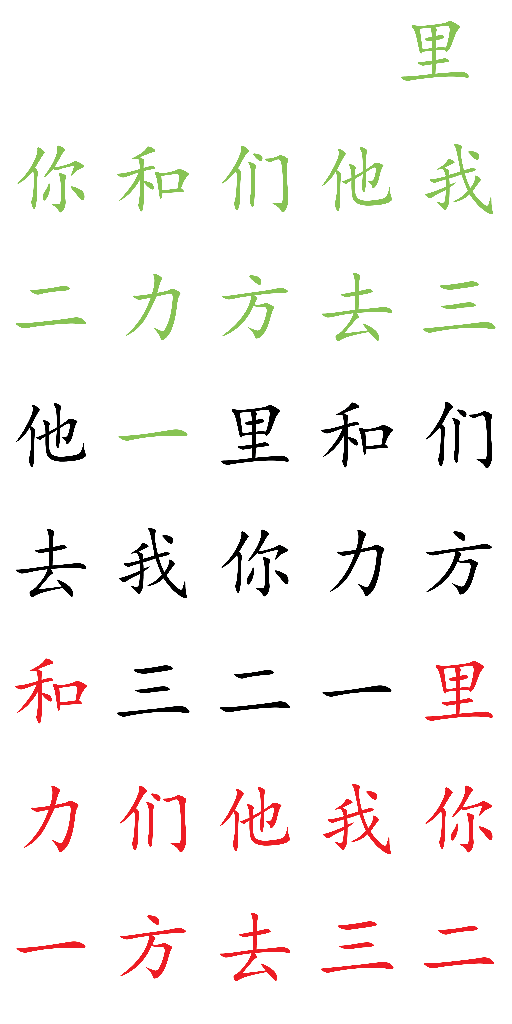 里
你和们他我
二力方去三
他一里和们
去我你力方
和三二一里
力们他我你
一方去三二